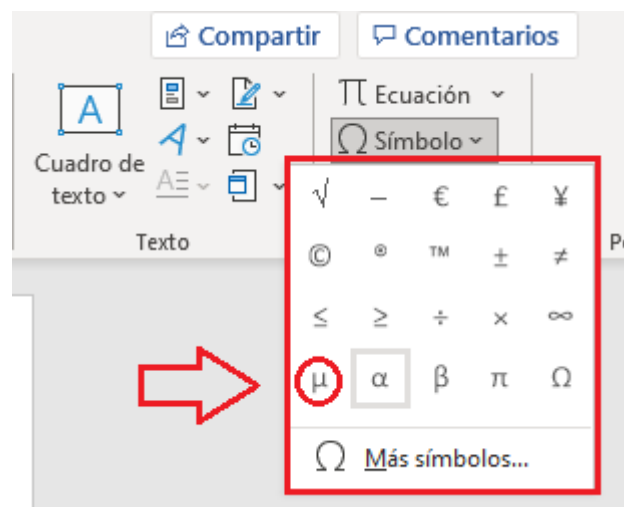 Compartir
Comentarios
A
Ecuación
Cuadro de
texto
A
A
Símbolo
Texto
√ – € £ ¥
© ® ™ ± ≠
≤ ≥ ÷ × ∞
µ α β π Ω
Ω Más símbolos...